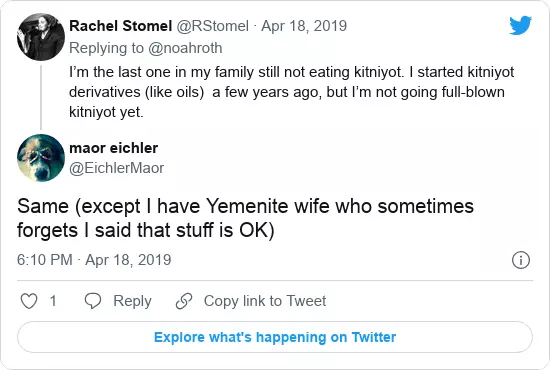 Rachel Stomel @RStomel · Apr 18, 2019
Replying to @noahroth
I'm the last one in my family still not eating kitniyot. I started kitniyot
derivatives (like oils)  a few years ago, but I'm not going full-blown
kitniyot yet.
maor eichler
@EichlerMaor
Same (except I have Yemenite wife who sometimes
forgets I said that stuff is OK)
6:10 PM · Apr 18, 2019
1 Reply Copy link to Tweet
Explore what's happening on Twitter